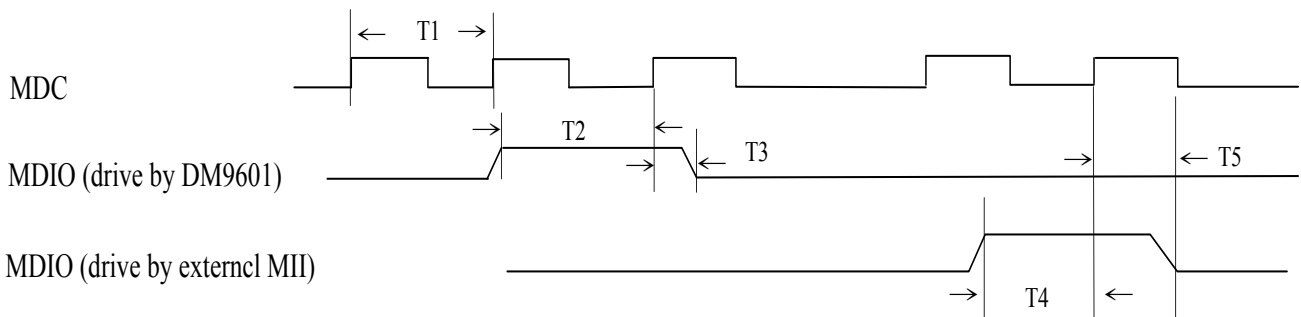 T1
MDC
T2
MDIO (drive by DM9601)
T3
T5
MDIO (drive by externcl MII)
T4